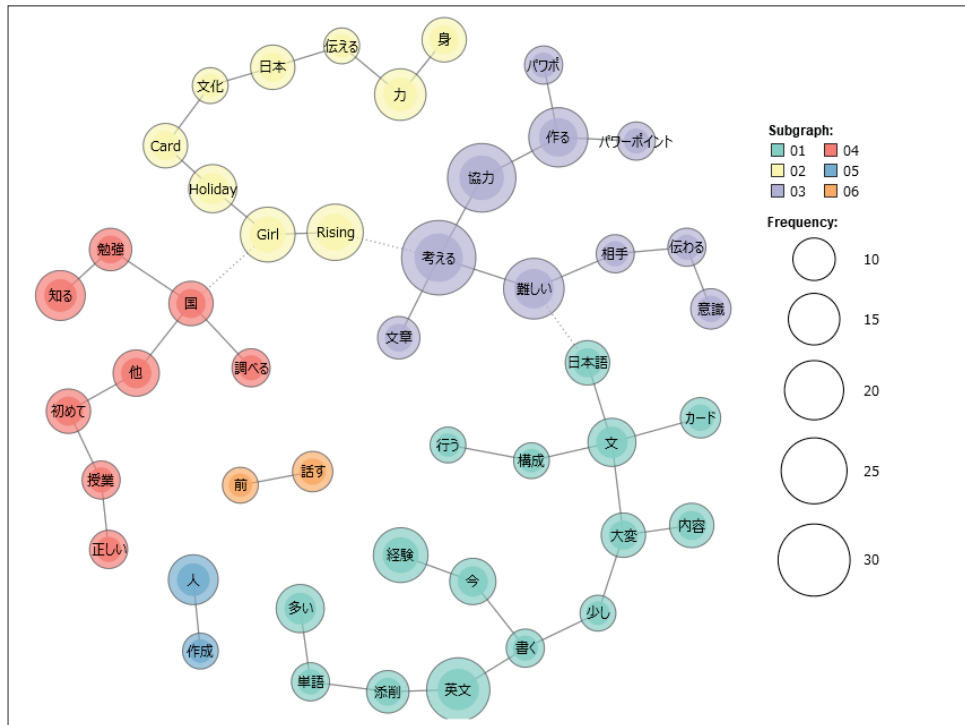 身
伝える
日本
文化
力
Card
Holiday
Girl
Rising
パワポ
作る
パワーポイント
協力
考える
難しい
相手
伝わる
意識
文章
勉強
知る
国
他
調べる
初めて
授業
正しい
前
話す
人
作成
日本語
文
カード
行う
構成
大変
内容
経験
今
少し
多い
書く
単語
添削
英文
Subgraph:
01 04
02 05
03 06
Frequency:
10
15
20
25
30